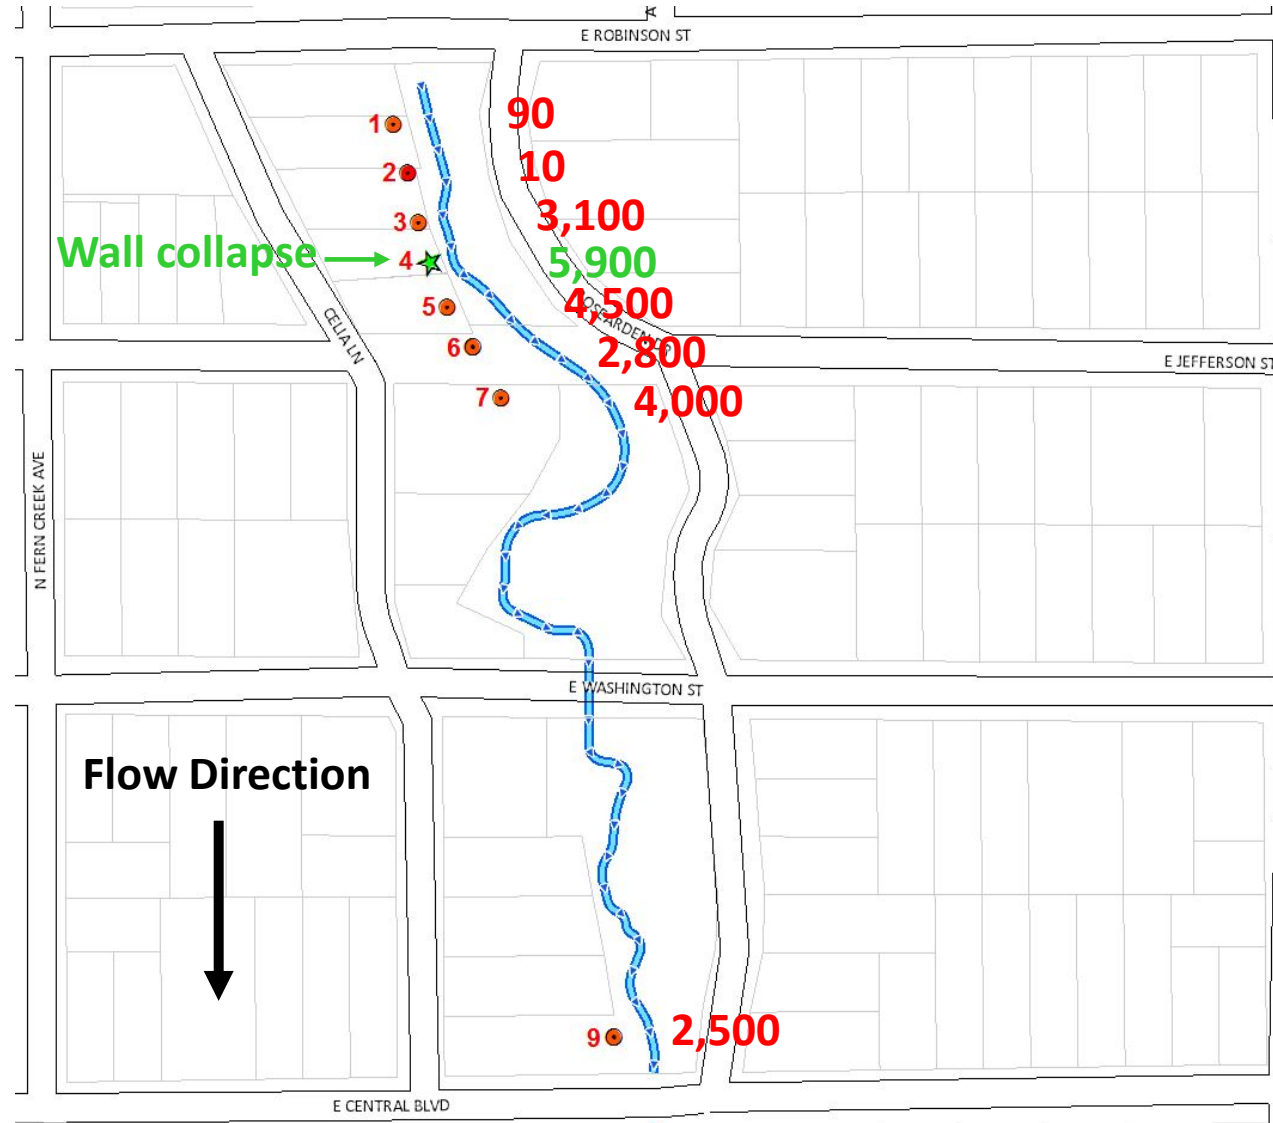 A
E ROBINSON ST
1
90
2
10
3
3,100
Wall collapse
4
5,900
5
4,500
CELIA LN
OSEARDEN DR
6
2,800
E JEFFERSON ST
7
4,000
N FERN CREEK AVE
E WASHINGTON ST
Flow Direction
9
2,500
E CENTRAL BLVD